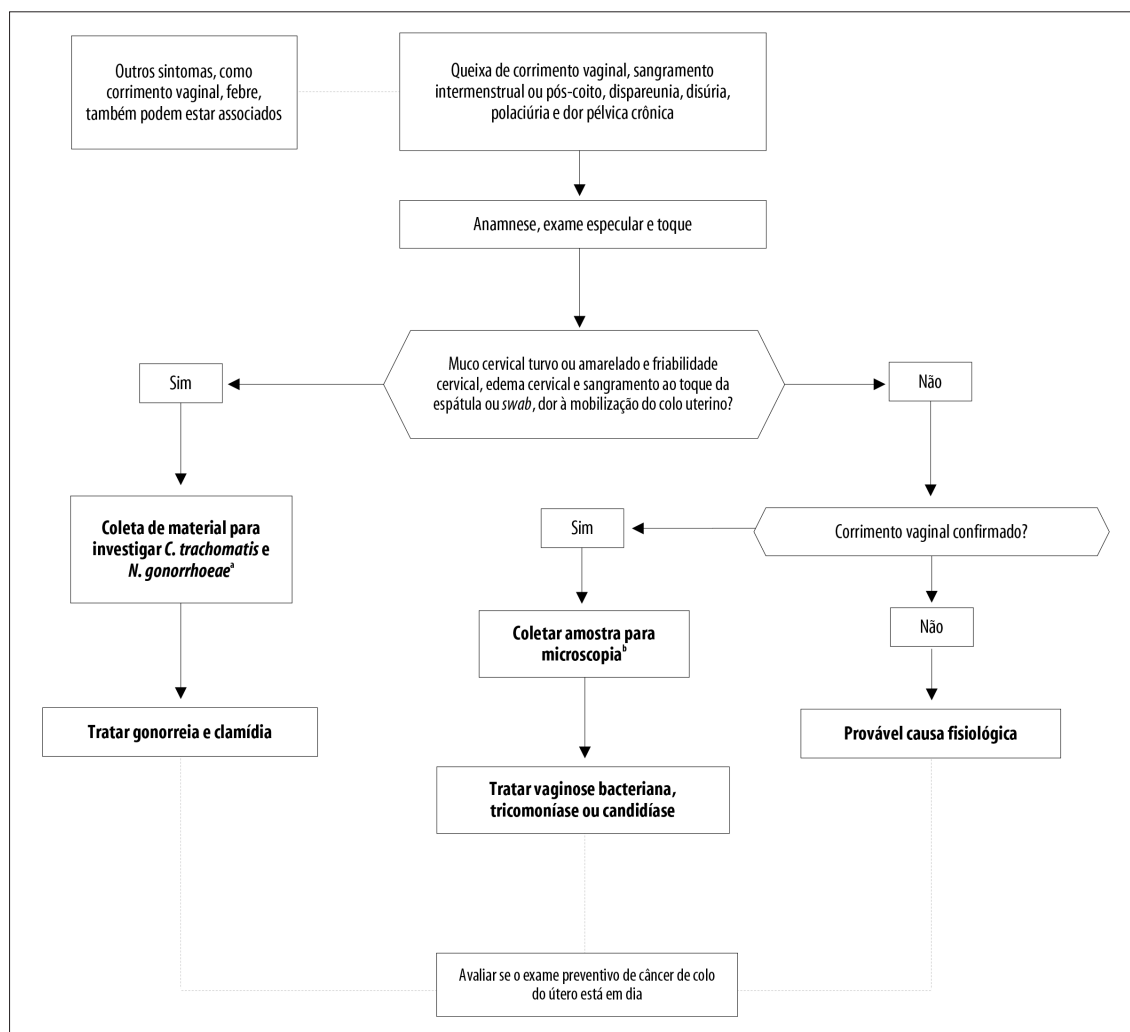 Outros sintomas, como
corrimento vaginal, febre,
também podem estar associados
Queixa de corrimento vaginal, sangramento
intermenstrual ou pós-coito, dispareunia, disúria,
polaciúria e dor pélvica crônica
Anamnese, exame especular e toque
Muco cervical turvo ou amarelado e friabilidade
cervical, edema cervical e sangramento ao toque da
espátula ou swab, dor à mobilização do colo uterino?
Sim
Não
Coleta de material para
investigar C. trachomatis e
N. gonorrhoeae^a
Sim
Corrimento vaginal confirmado?
Coletar amostra para
microscopia^b
Não
Tratar gonorreia e clamídia
Provável causa fisiológica
Tratar vaginose bacteriana,
tricomoníase ou candidíase
Avaliar se o exame preventivo de câncer de colo
do útero está em dia